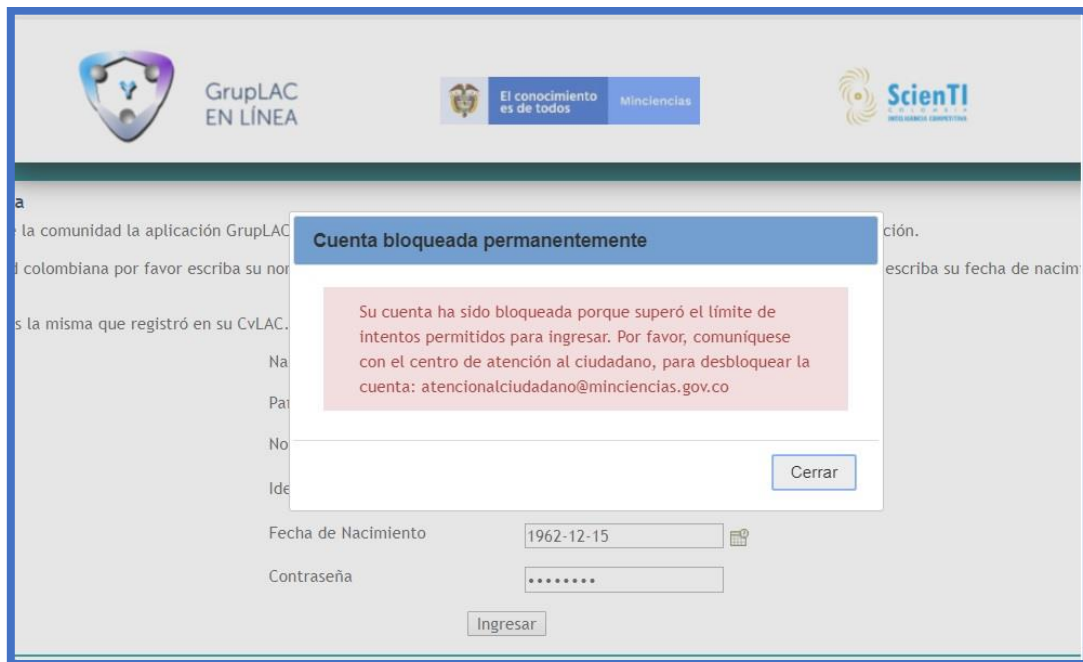 GrupLAC
EN LÍNEA
El conocimiento
es de todos
Minciencias
ScienTI
COLOMBIA
INTELIGENCIA COMPETITIVA
a
la comunidad la aplicación GrupLAC
ción.
Cuenta bloqueada permanentemente
colombiana por favor escriba su
escriba su fecha de
s la misma que registró en su CvLAC.
Su cuenta ha sido bloqueada porque superó el límite de
intentos permitidos para ingresar. Por favor, comuníquese
con el centro de atención al ciudadano, para desbloquear la
cuenta: atencionalciudadano@minciencias.gov.co
Na
No
Ide
Cerrar
Fecha de Nacimiento
1962-12-15
Contraseña
••••••••
Ingresar